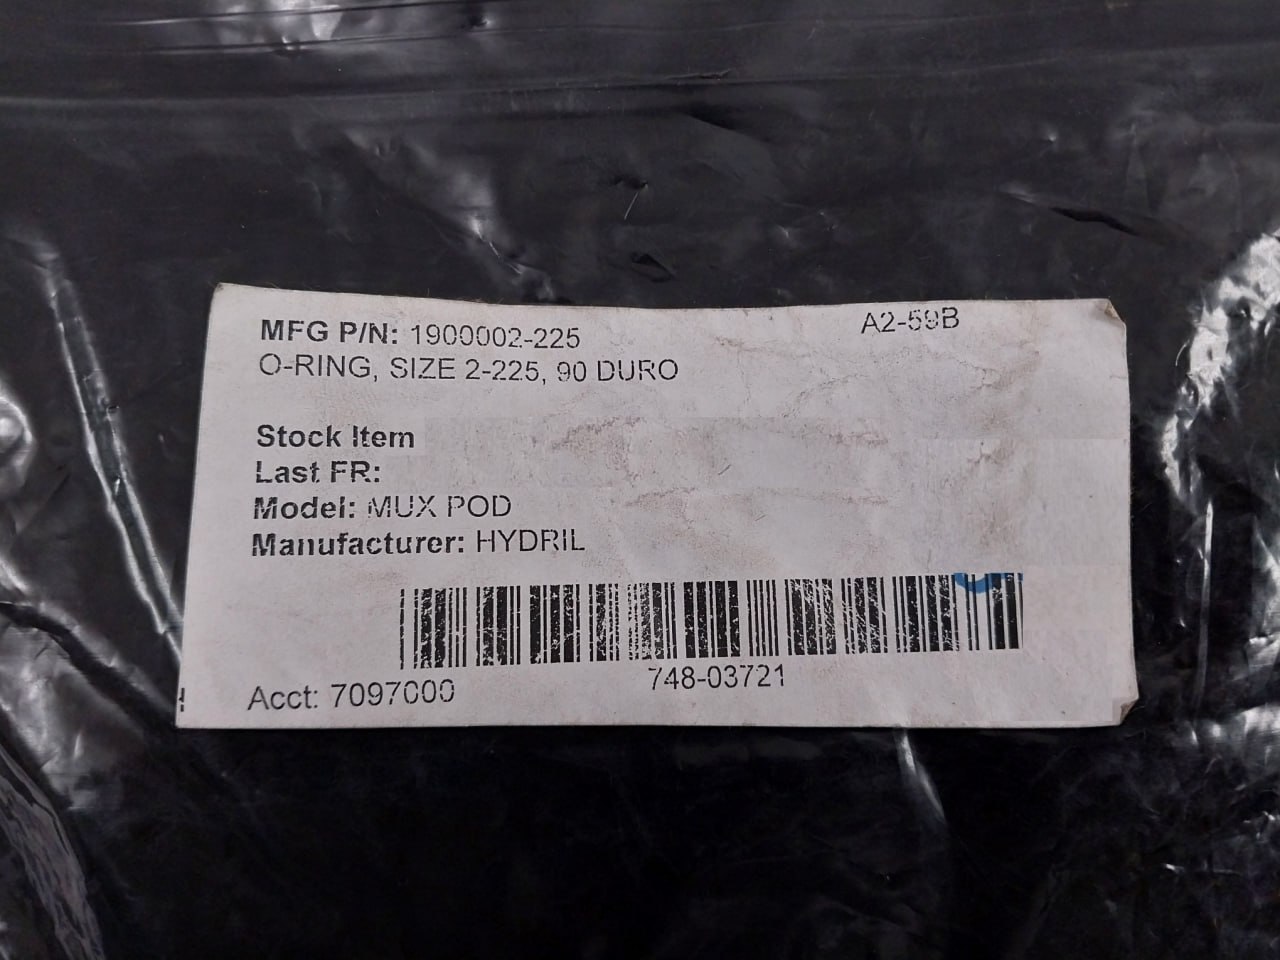 MFG P/N: 1900002-225
A2-59B
O-RING, SIZE 2-225, 90 DURO
Stock Item
Last FR:
Model: MUX POD
Manufacturer: HYDRIL
748-03721
Acct: 7097000